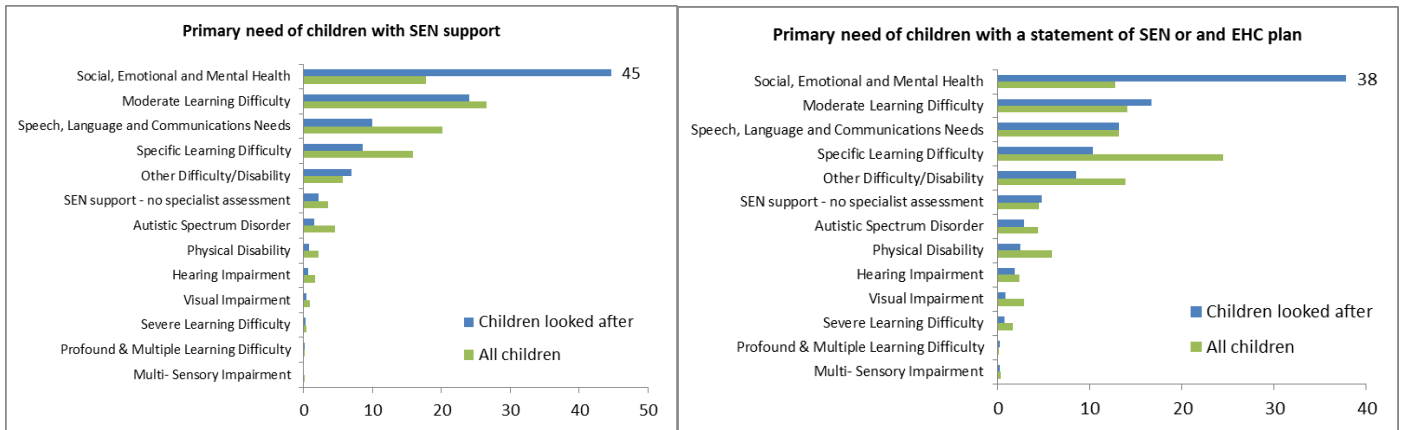 Primary need of children with SEN support
Social, Emotional and Mental Health
45
Moderate Learning Difficulty
Speech, Language and Communications Needs
Specific Learning Difficulty
Other Difficulty/Disability
SEN support - no specialist assessment
Autistic Spectrum Disorder
Physical Disability
Hearing Impairment
Visual Impairment
Severe Learning Difficulty
Profound & Multiple Learning Difficulty
Multi- Sensory Impairment
Children looked after
All children
0 10 20 30 40 50
Primary need of children with a statement of SEN or and EHC plan
Social, Emotional and Mental Health
38
Moderate Learning Difficulty
Speech, Language and Communications Needs
Specific Learning Difficulty
Other Difficulty/Disability
SEN support - no specialist assessment
Autistic Spectrum Disorder
Physical Disability
Hearing Impairment
Visual Impairment
Severe Learning Difficulty
Profound & Multiple Learning Difficulty
Multi- Sensory Impairment
Children looked after
All children
0 10 20 30 40